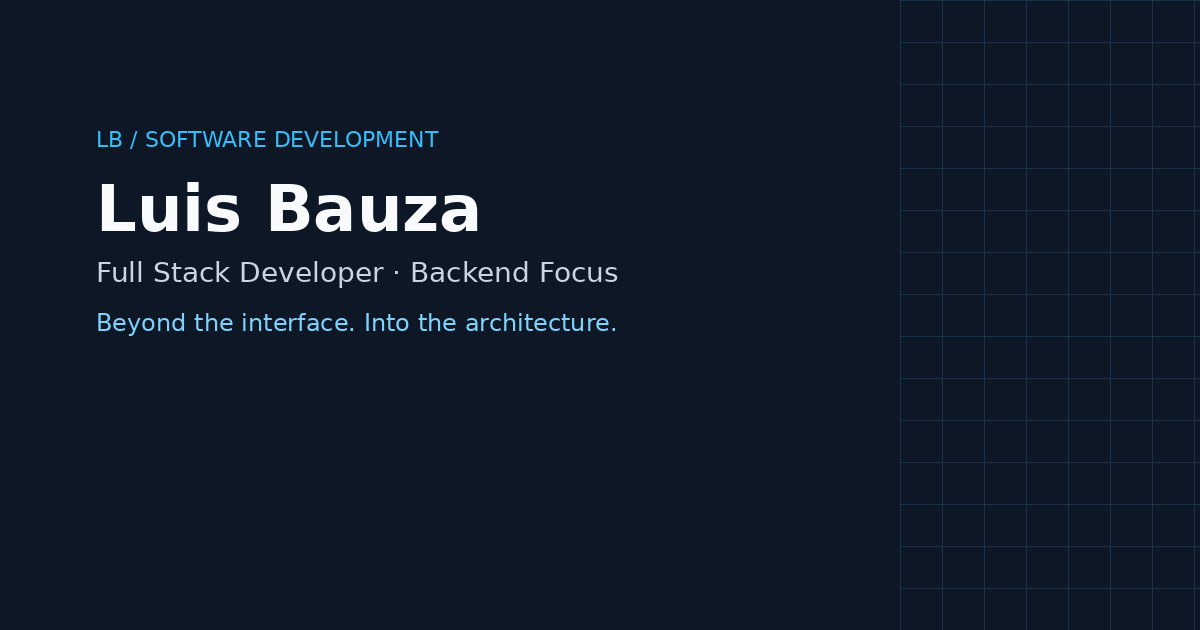 LB / SOFTWARE DEVELOPMENT
Luis Bauza
Full Stack Developer · Backend Focus
Beyond the interface. Into the architecture.